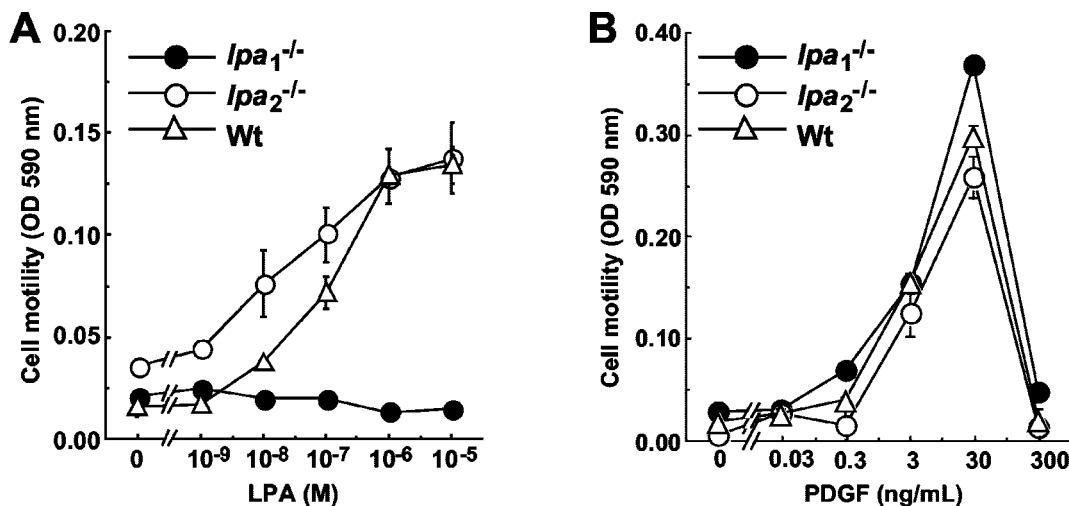 A
lpa1-/-
lpa2-/-
Wt
Cell motility (OD 590 nm)
0.20
0.15
0.10
0.05
0.00
0 10-9 10-8 10-7 10-6 10-5
LPA (M)
B
lpa1-/-
lpa2-/-
Wt
Cell motility (OD 590 nm)
0.40
0.30
0.20
0.10
0.00
0 0.03 0.3 3 30 300
PDGF (ng/mL)